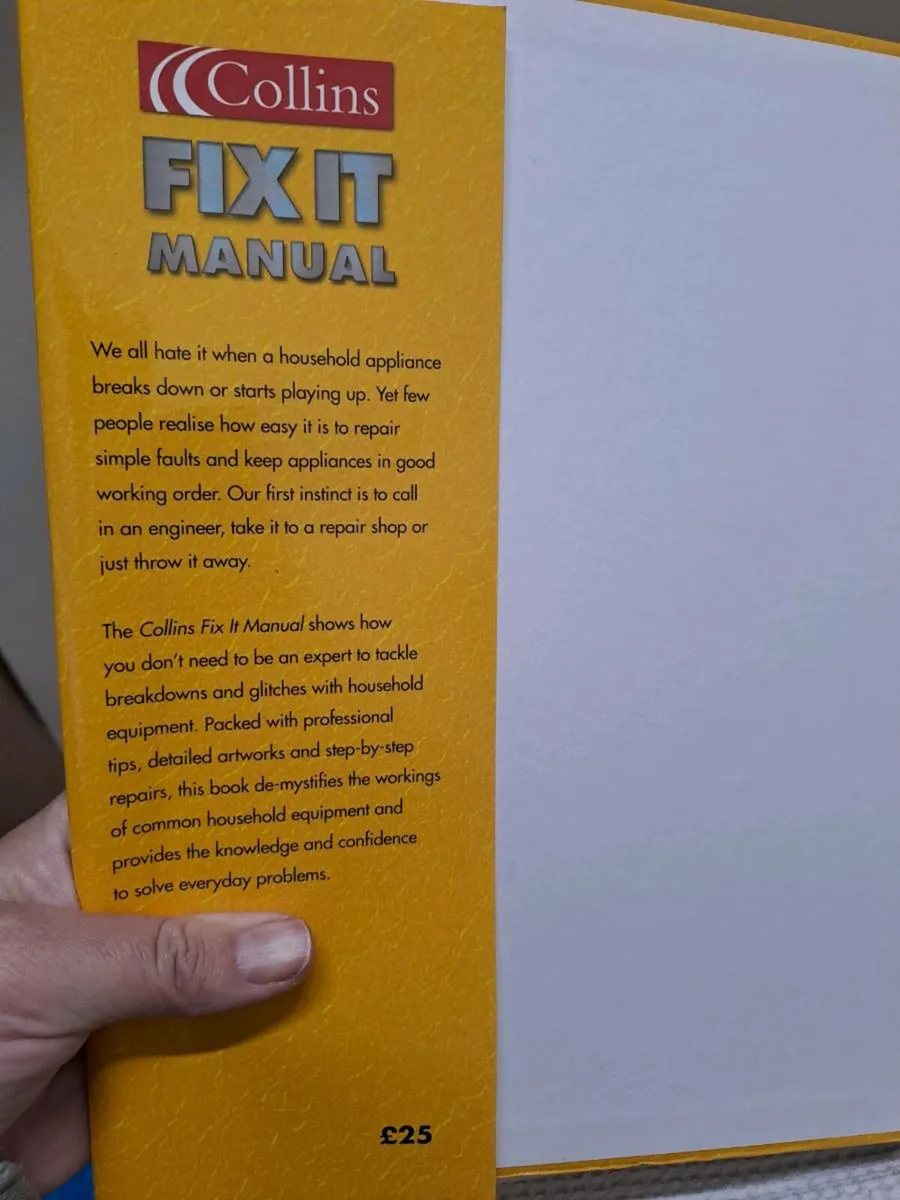 Collins
FIX IT
MANUAL
We all hate it when a household appliance
breaks down or starts playing up. Yet few
people realise how easy it is to repair
simple faults and keep appliances in good
working order. Our first instinct is to call
in an engineer, take it to a repair shop or
just throw it away.
The Collins Fix It Manual shows how
you don't need to be an expert to tackle
breakdowns and glitches with household
equipment. Packed with professional
tips, detailed artworks and step-by-step
repairs, this book de-mystifies the workings
of common household equipment and
provides the knowledge and confidence
to solve everyday problems.
£25